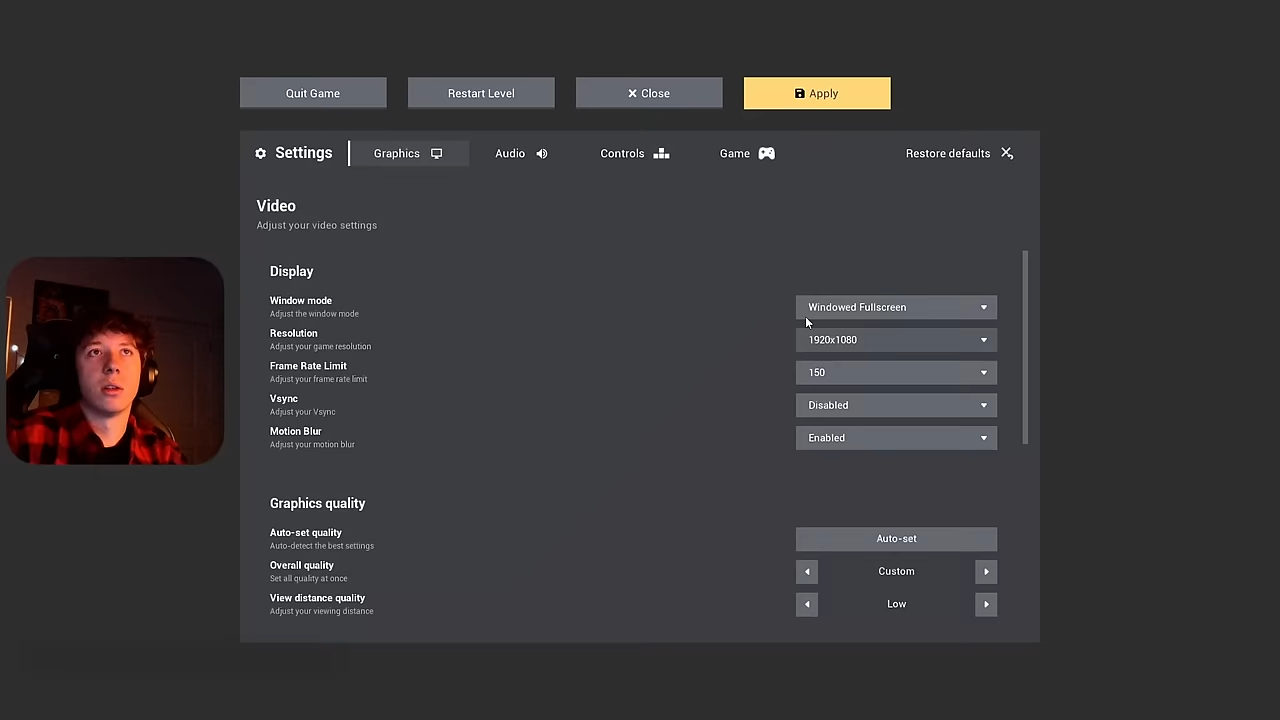 Quit Game
Restart Level
Close
Apply
Settings
Graphics
Audio
Controls
Game
Restore defaults
Video
Adjust your video settings
Display
Window mode
Adjust the window mode
Windowed Fullscreen
Resolution
Adjust your game resolution
1920x1080
Frame Rate Limit
Adjust your frame rate limit
150
Vsync
Adjust your Vsync
Disabled
Motion Blur
Adjust your motion blur
Enabled
Graphics quality
Auto-set quality
Auto-detect the best settings
Auto-set
Overall quality
Set all quality at once
Custom
View distance quality
Adjust your viewing distance
Low